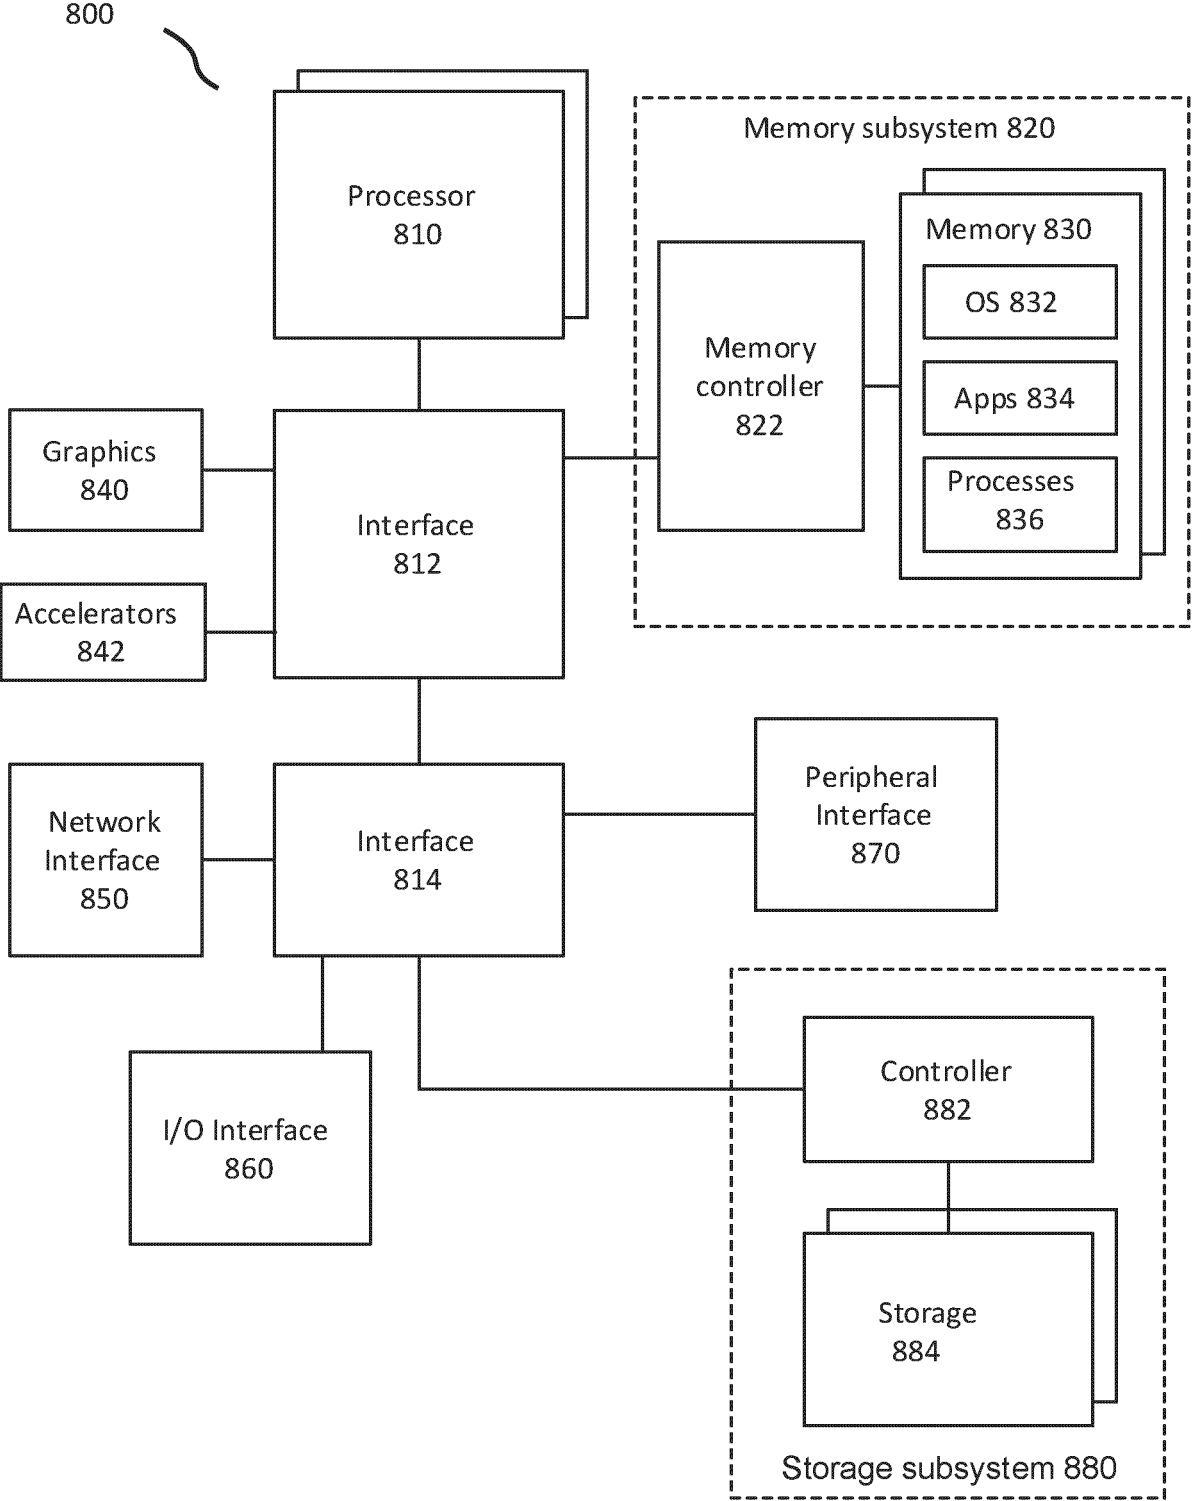 800
Processor
810
Memory subsystem 820
Memory 830
OS 832
Apps 834
Processes
836
Memory
controller
822
Graphics
840
Interface
812
Accelerators
842
Network
Interface
850
Interface
814
Peripheral
Interface
870
I/O Interface
860
Controller
882
Storage
884
Storage subsystem 880